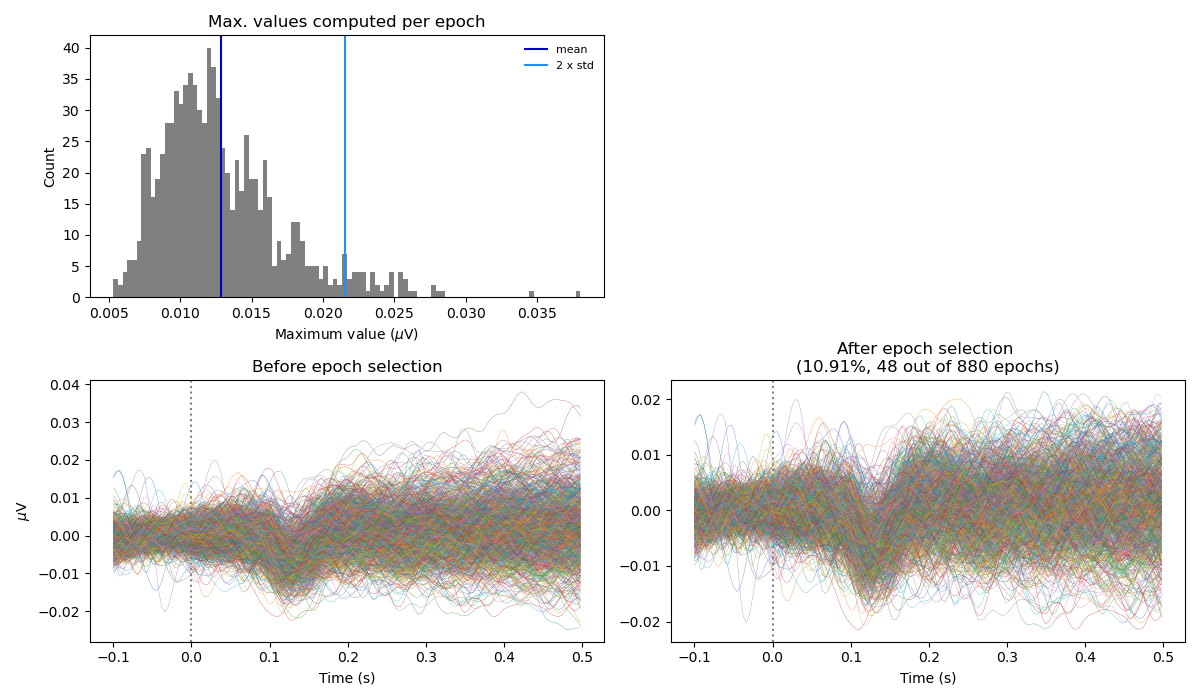 Max. values computed per epoch
40
35
30
25
20
15
10
5
0
Count
mean
2 x std
0.005 0.010 0.015 0.020 0.025 0.030 0.035
Maximum value (μV)
Before epoch selection
0.04
0.03
0.02
0.01
0.00
−0.01
−0.02
μV
−0.1 0.0 0.1 0.2 0.3 0.4 0.5
Time (s)
After epoch selection
(10.91%, 48 out of 880 epochs)
0.02
0.01
0.00
−0.01
−0.02
−0.1 0.0 0.1 0.2 0.3 0.4 0.5
Time (s)